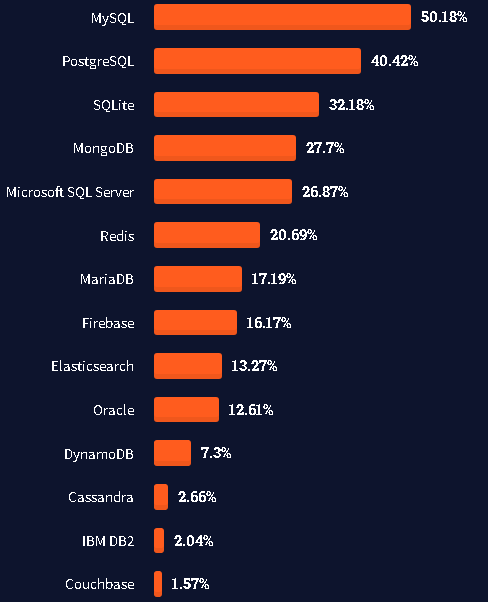 MySQL 50.18%
PostgreSQL 40.42%
SQLite 32.18%
MongoDB 27.7%
Microsoft SQL Server 26.87%
Redis 20.69%
MariaDB 17.19%
Firebase 16.17%
Elasticsearch 13.27%
Oracle 12.61%
DynamoDB 7.3%
Cassandra 2.66%
IBM DB2 2.04%
Couchbase 1.57%